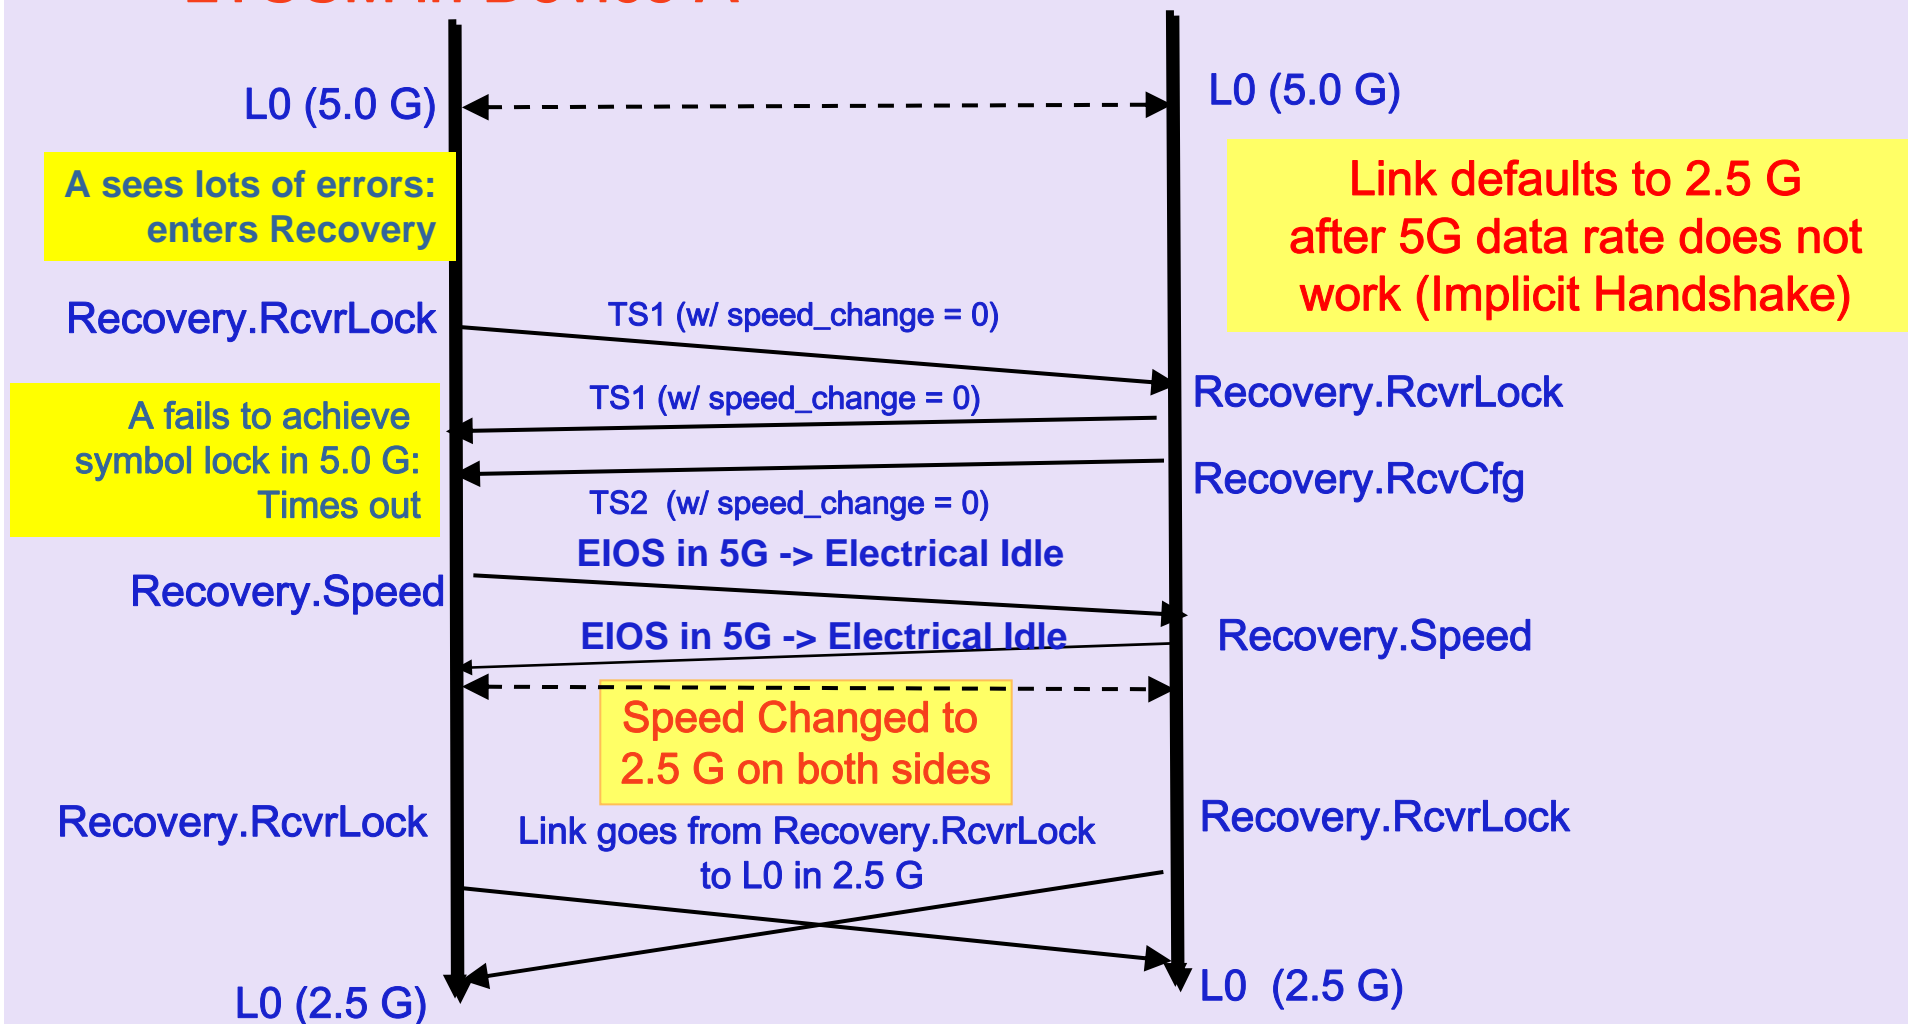 L0 (5.0 G)
L0 (5.0 G)
A sees lots of errors:
enters Recovery
Link defaults to 2.5 G
after 5G data rate does not
work (Implicit Handshake)
Recovery.RcvrLock
TS1 (w/ speed_change = 0)
Recovery.RcvrLock
A fails to achieve
symbol lock in 5.0 G:
Times out
TS1 (w/ speed_change = 0)
Recovery.RcvCfg
TS2 (w/ speed_change = 0)
EIOS in 5G -> Electrical Idle
Recovery.Speed
EIOS in 5G -> Electrical Idle
Recovery.Speed
Speed Changed to
2.5 G on both sides
Recovery.RcvrLock
Recovery.RcvrLock
Link goes from Recovery.RcvrLock
to L0 in 2.5 G
L0 (2.5 G)
L0 (2.5 G)